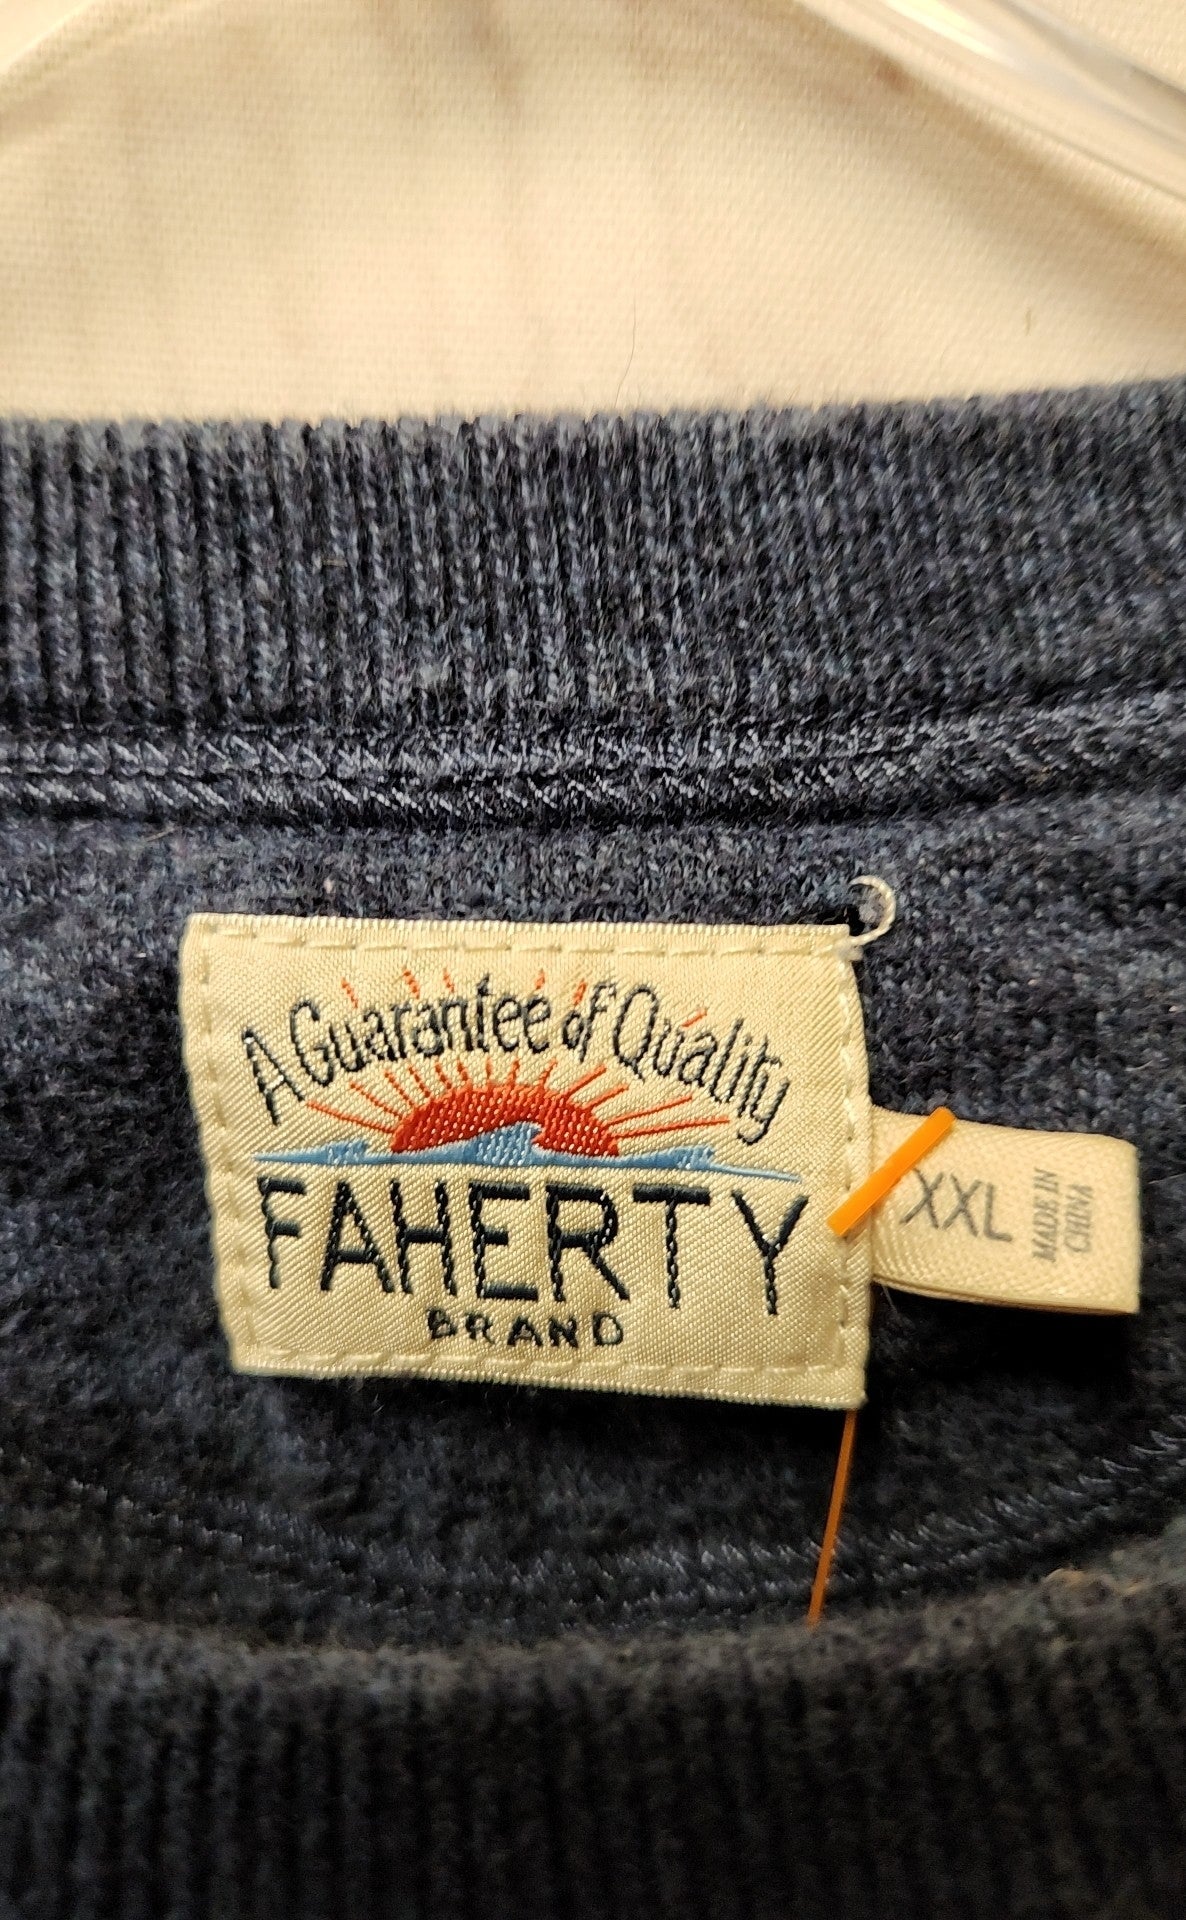 A Guarantee of Quality
FAHERTY
BRAND
XXL
MADE IN
CHINA